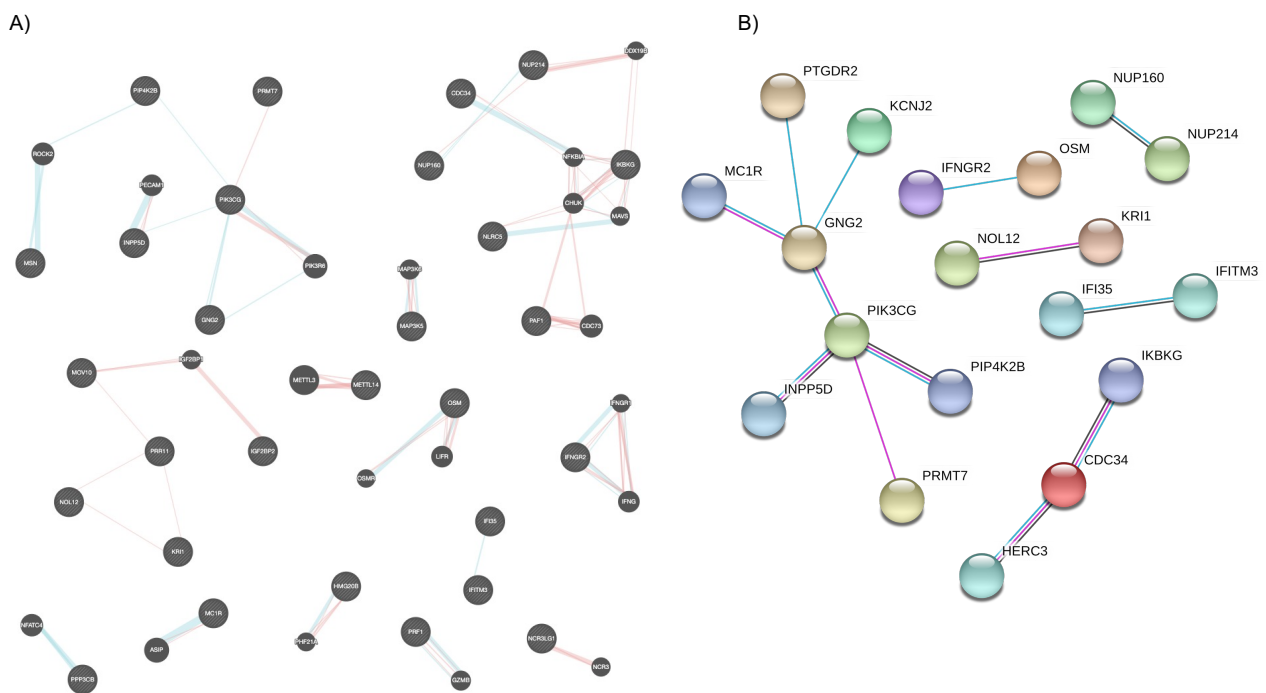 A)
B)
DDX19B
NUP214
PIP4K2B
PRMT7
CDC34
ROCK2
NFKBIA
NUP160
IKBKG
PECAM1
PIK3CG
CHUK
MAVS
INPP5D
NLRC5
MSN
PIK3R6
MAP3K6
GNG2
MAP3K5
PAF1
CDC73
IGF2BP1
MOV10
METTL3
METTL14
OSM
IFNGR1
PRR11
IGF2BP2
LIFR
IFNGR2
OSMR
NOL12
IFNG
IFI35
KRI1
HMG20B
IFITM3
MC1R
NFATC4
PRF1
PHF21A
NCR3LG1
ASIP
NCR3
PPP3CB
GZMB
PTGDR2
NUP160
KCNJ2
NUP214
OSM
IFNGR2
MC1R
GNG2
KRI1
NOL12
IFITM3
IFI35
PIK3CG
IKBKG
PIP4K2B
INPP5D
CDC34
PRMT7
HERC3